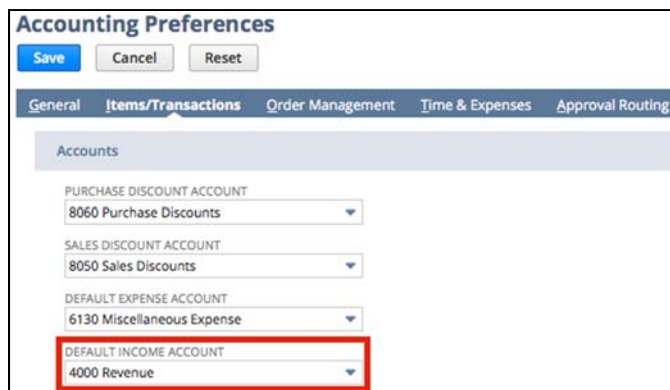 Accounting Preferences
Save Cancel Reset
General Items/Transactions Order Management Time & Expenses Approval Routing
Accounts
PURCHASE DISCOUNT ACCOUNT
8060 Purchase Discounts
SALES DISCOUNT ACCOUNT
8050 Sales Discounts
DEFAULT EXPENSE ACCOUNT
6130 Miscellaneous Expense
DEFAULT INCOME ACCOUNT
4000 Revenue